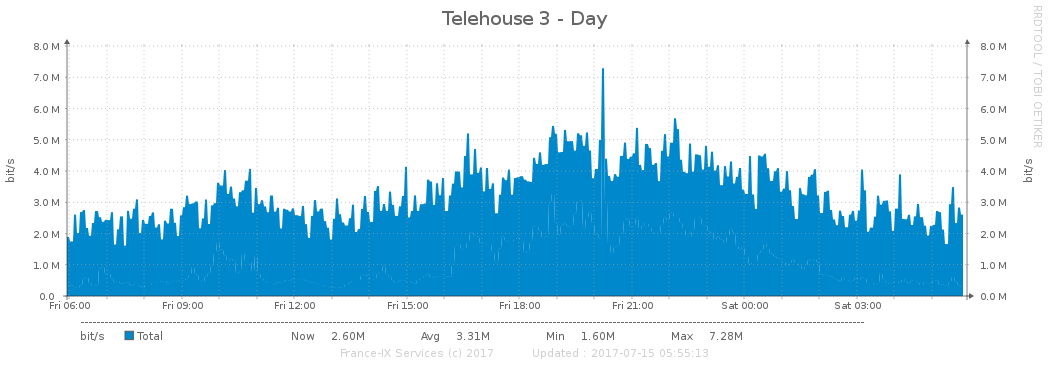 Telehouse 3 - Day
RRDTOOL / TOBI OETIKER
bit/s
8.0 M 8.0 M
7.0 M 7.0 M
6.0 M 6.0 M
5.0 M 5.0 M
4.0 M 4.0 M
3.0 M 3.0 M
2.0 M 2.0 M
1.0 M 1.0 M
0.0 0.0 M
bit/s
Fri 06:00 Fri 09:00 Fri 12:00 Fri 15:00 Fri 18:00 Fri 21:00 Sat 00:00 Sat 03:00
bit/s Total Now 2.60M Avg 3.31M Min 1.60M Max 7.28M
France-IX Services (c) 2017 Updated : 2017-07-15 05:55:13